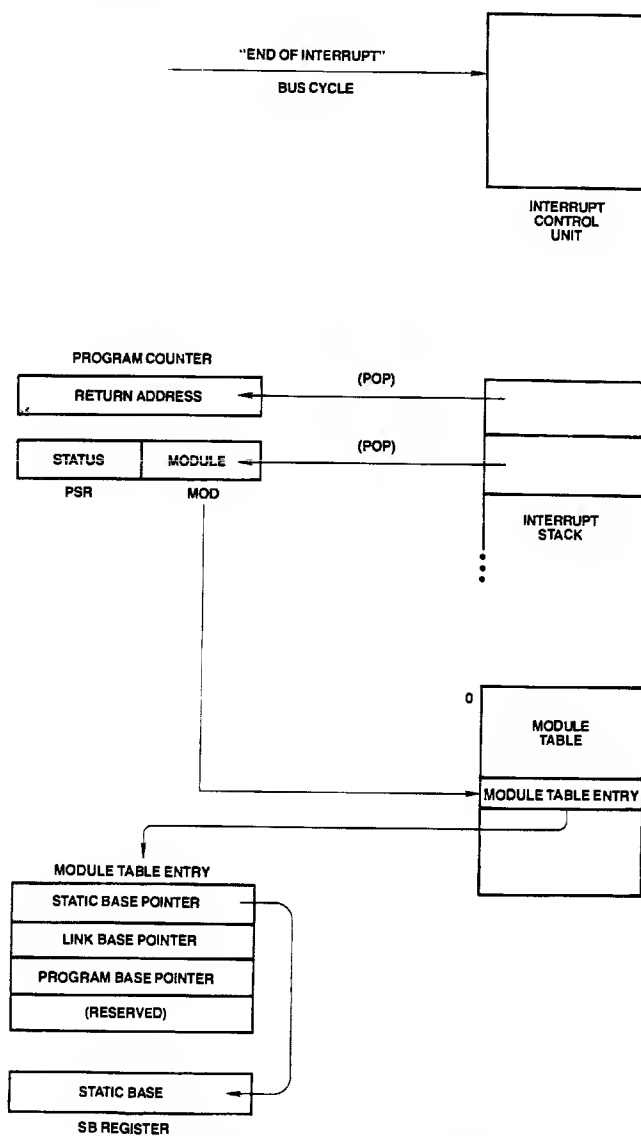 "END OF INTERRUPT"
BUS CYCLE
INTERRUPT
CONTROL
UNIT
PROGRAM COUNTER
RETURN ADDRESS
(POP)
STATUS
MODULE
(POP)
PSR
MOD
INTERRUPT
STACK
0
MODULE
TABLE
MODULE TABLE ENTRY
MODULE TABLE ENTRY
STATIC BASE POINTER
LINK BASE POINTER
PROGRAM BASE POINTER
(RESERVED)
STATIC BASE
SB REGISTER